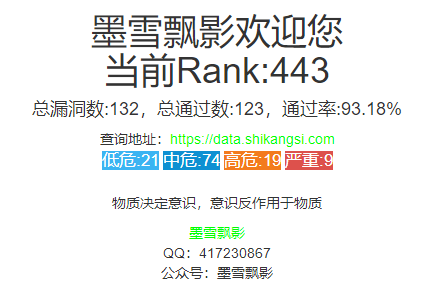 墨雪飘影欢迎您
当前Rank:443
总漏洞数:132，总通过数:123，通过率:93.18%
查询地址：https://data.shikangsi.com
低危:21 中危:74 高危:19 严重:9
物质决定意识，意识反作用于物质
墨雪飘影
QQ：417230867
公众号：墨雪飘影